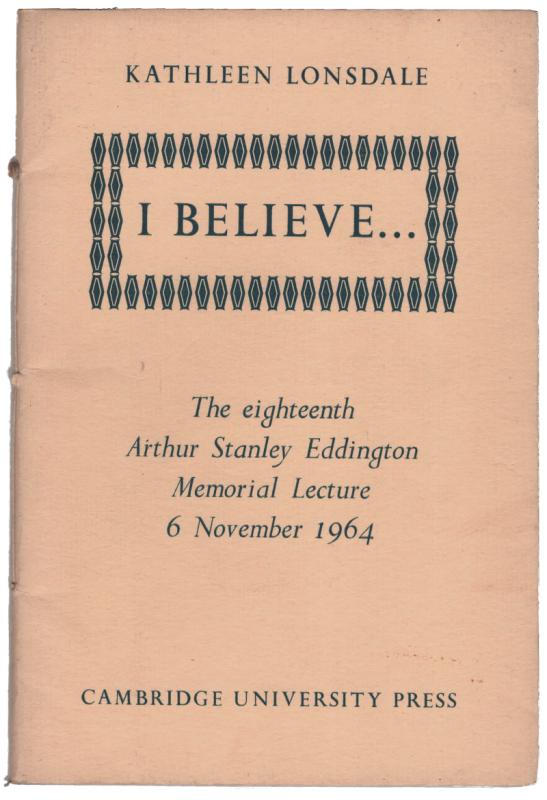 KATHLEEN LONSDALE
I BELIEVE...
The eighteenth
Arthur Stanley Eddington
Memorial Lecture
6 November 1964
CAMBRIDGE UNIVERSITY PRESS